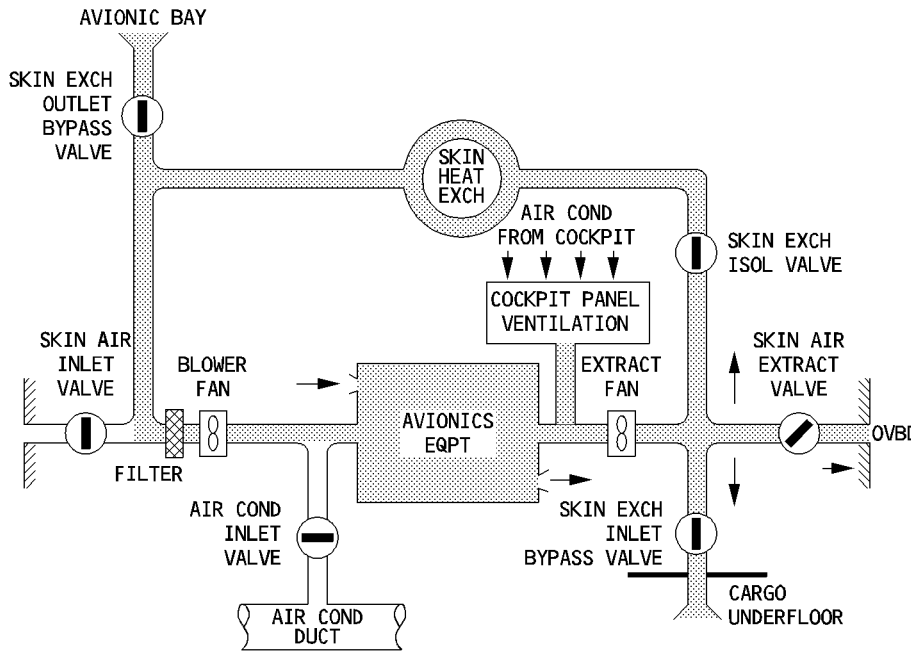 AVIONIC BAY
SKIN EXCH
OUTLET
BYPASS
VALVE
SKIN
HEAT
EXCH
AIR COND
FROM COCKPIT
SKIN EXCH
ISOL VALVE
COCKPIT PANEL
VENTILATION
SKIN AIR
INLET
VALVE
BLOWER
FAN
EXTRACT
FAN
SKIN AIR
EXTRACT
VALVE
AVIONICS
EQPT
OVBD
FILTER
AIR COND
INLET
VALVE
SKIN EXCH
INLET
BYPASS VALVE
CARGO
UNDERFLOOR
AIR COND
DUCT